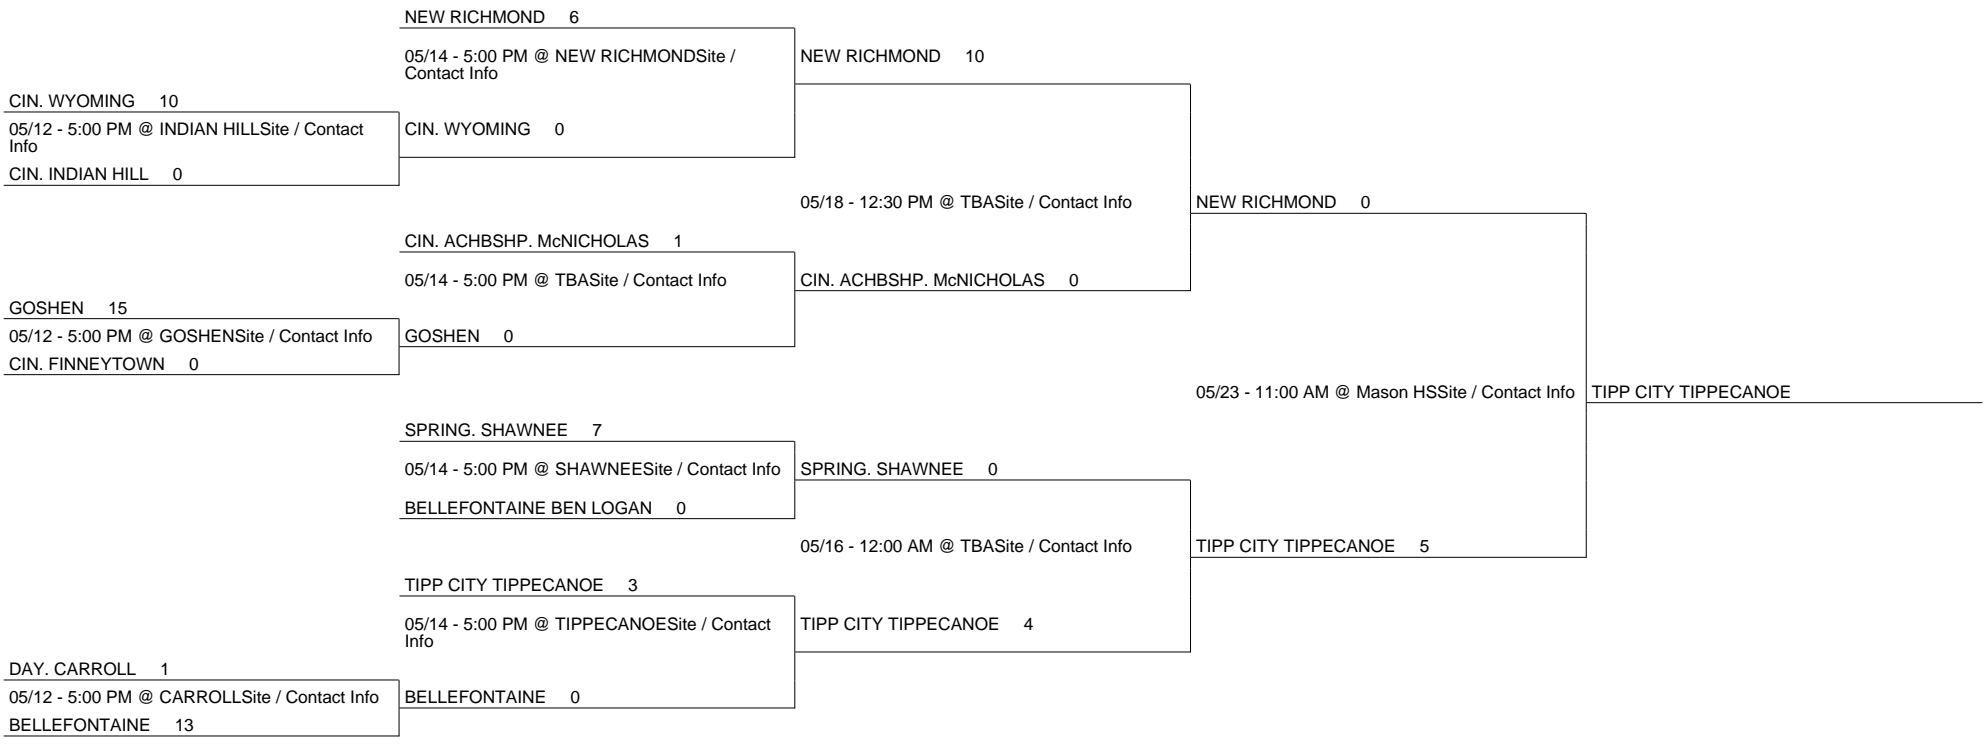 NEW RICHMOND 6
05/14 - 5:00 PM @ NEW RICHMONDSite /
Contact Info
NEW RICHMOND 10
CIN. WYOMING 10
05/12 - 5:00 PM @ INDIAN HILLSite / Contact
Info
CIN. WYOMING 0
CIN. INDIAN HILL 0
05/18 - 12:30 PM @ TBASite / Contact Info
NEW RICHMOND 0
CIN. ACHBSHP. McNICHOLAS 1
05/14 - 5:00 PM @ TBASite / Contact Info
CIN. ACHBSHP. McNICHOLAS 0
GOSHEN 15
05/12 - 5:00 PM @ GOSHENSite / Contact Info
GOSHEN 0
CIN. FINNEYTOWN 0
05/23 - 11:00 AM @ Mason HSSite / Contact Info
TIPP CITY TIPPECANOE
SPRING. SHAWNEE 7
05/14 - 5:00 PM @ SHAWNEESite / Contact Info
SPRING. SHAWNEE 0
BELLEFONTAINE BEN LOGAN 0
05/16 - 12:00 AM @ TBASite / Contact Info
TIPP CITY TIPPECANOE 5
TIPP CITY TIPPECANOE 3
05/14 - 5:00 PM @ TIPPECANOESite / Contact
Info
TIPP CITY TIPPECANOE 4
DAY. CARROLL 1
05/12 - 5:00 PM @ CARROLLSite / Contact Info
BELLEFONTAINE 0
BELLEFONTAINE 13